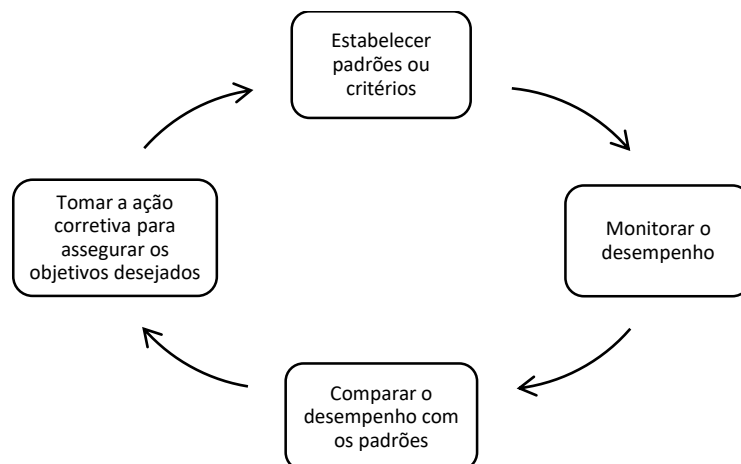 Estabelecer
padrões ou
critérios
Monitorar o
desempenho
Comparar o
desempenho com
os padrões
Tomar a ação
corretiva para
assegurar os
objetivos desejados